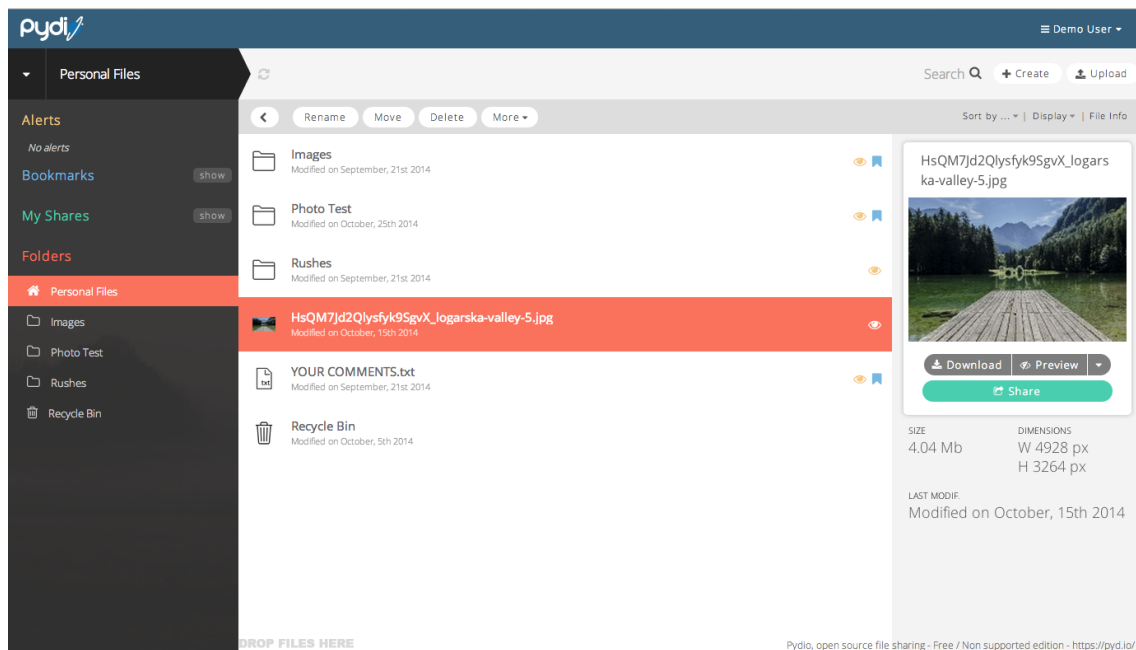 pydi
Demo User
Personal Files
Search
Create
Upload
Rename
Move
Delete
More
Sort by ... | Display | File Info
Alerts
No alerts
Bookmarks
show
My Shares
show
Folders
Personal Files
Images
Photo Test
Rushes
Recycle Bin
Images
Modified on September, 21st 2014
Photo Test
Modified on October, 25th 2014
Rushes
Modified on September, 21st 2014
HsQM7Jd2Qlysfyk9SgvX_logarska-valley-5.jpg
Modified on October, 15th 2014
txt
YOUR COMMENTS.txt
Modified on September, 21st 2014
Recycle Bin
Modified on October, 5th 2014
HsQM7Jd2Qlysfyk9SgvX_logars
ka-valley-5.jpg
Download
Preview
Share
SIZE
4.04 Mb
DIMENSIONS
W 4928 px
H 3264 px
LAST MODIF.
Modified on October, 15th 2014
DROP FILES HERE
Pydio, open source file sharing - Free / Non supported edition - https://pyd.io/